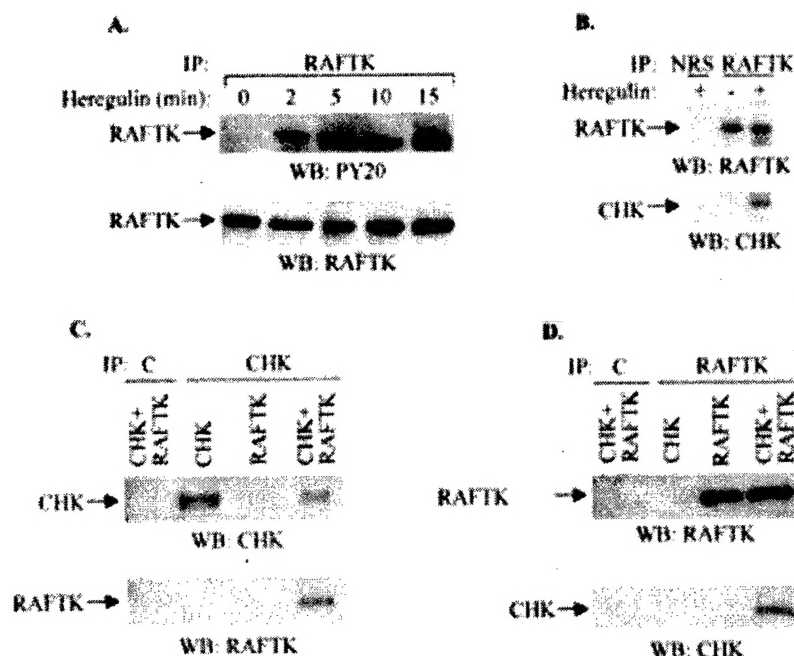 A.
IP: RAFTK
Heregulin (min): 0 2 5 10 15
RAFTK
WB: PY20
RAFTK
WB: RAFTK
B.
IP: NRS RAFTK
Heregulin: + - +
RAFTK
WB: RAFTK
CHK
WB: CHK
C.
IP: C CHK
CHK+ RAFTK
CHK
RAFTK
CHK+ RAFTK
CHK
WB: CHK
RAFTK
WB: RAFTK
D.
IP: C RAFTK
CHK+ RAFTK
CHK
RAFTK
CHK+ RAFTK
RAFTK
WB: RAFTK
CHK
WB: CHK